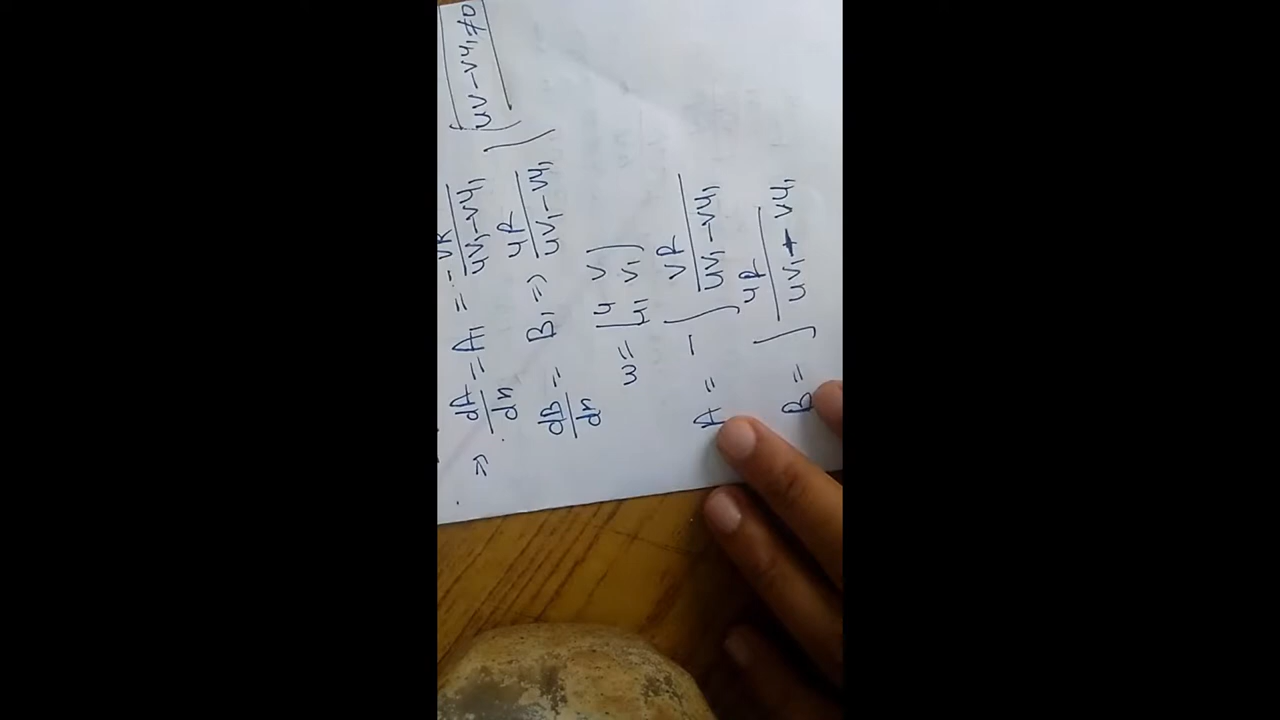 ⇒ dA/dx = A₁ = -VR/(uv₁-vu₁) [uv-vu₁≠0]
dB/dx = B₁ ⇒ uR/(uv₁-vu₁)
w = |u v|
|u₁ v₁|
A = -∫ VR/(uv₁-vu₁)
B = ∫ uR/(uv₁-vu₁)